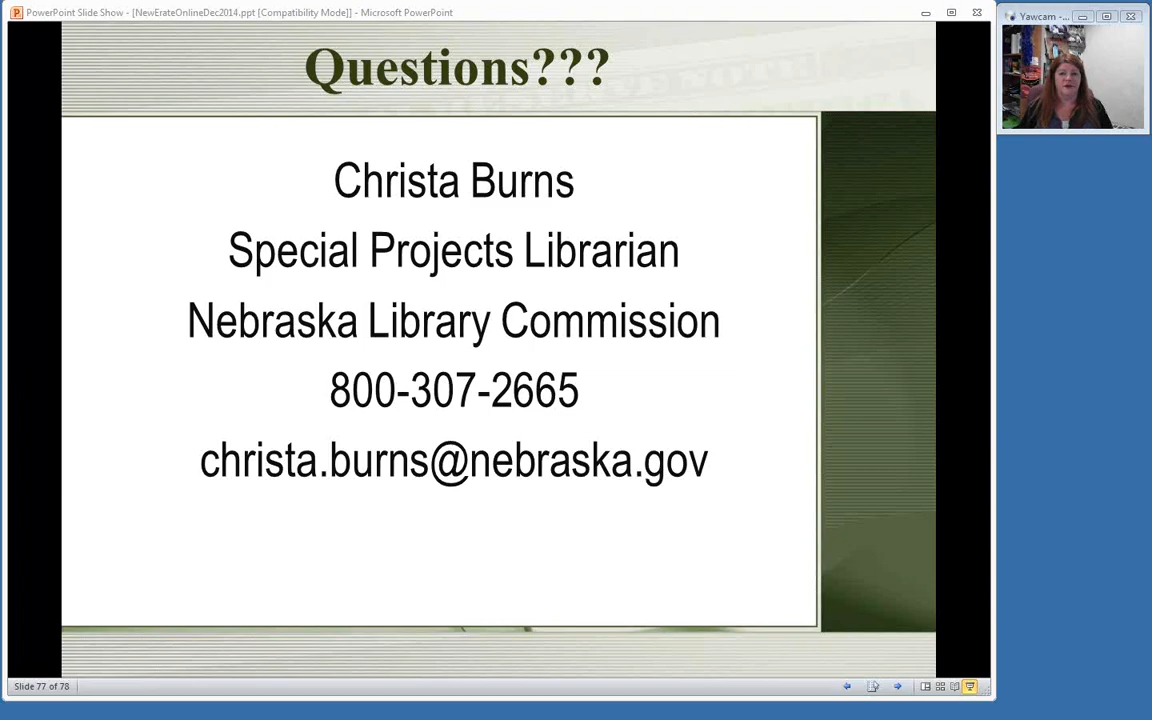 PowerPoint Slide Show - [NewErateOnlineDec2014.ppt [Compatibility Mode]] - Microsoft PowerPoint
Yawcam -...
Questions???
Christa Burns
Special Projects Librarian
Nebraska Library Commission
800-307-2665
christa.burns@nebraska.gov
Slide 77 of 78